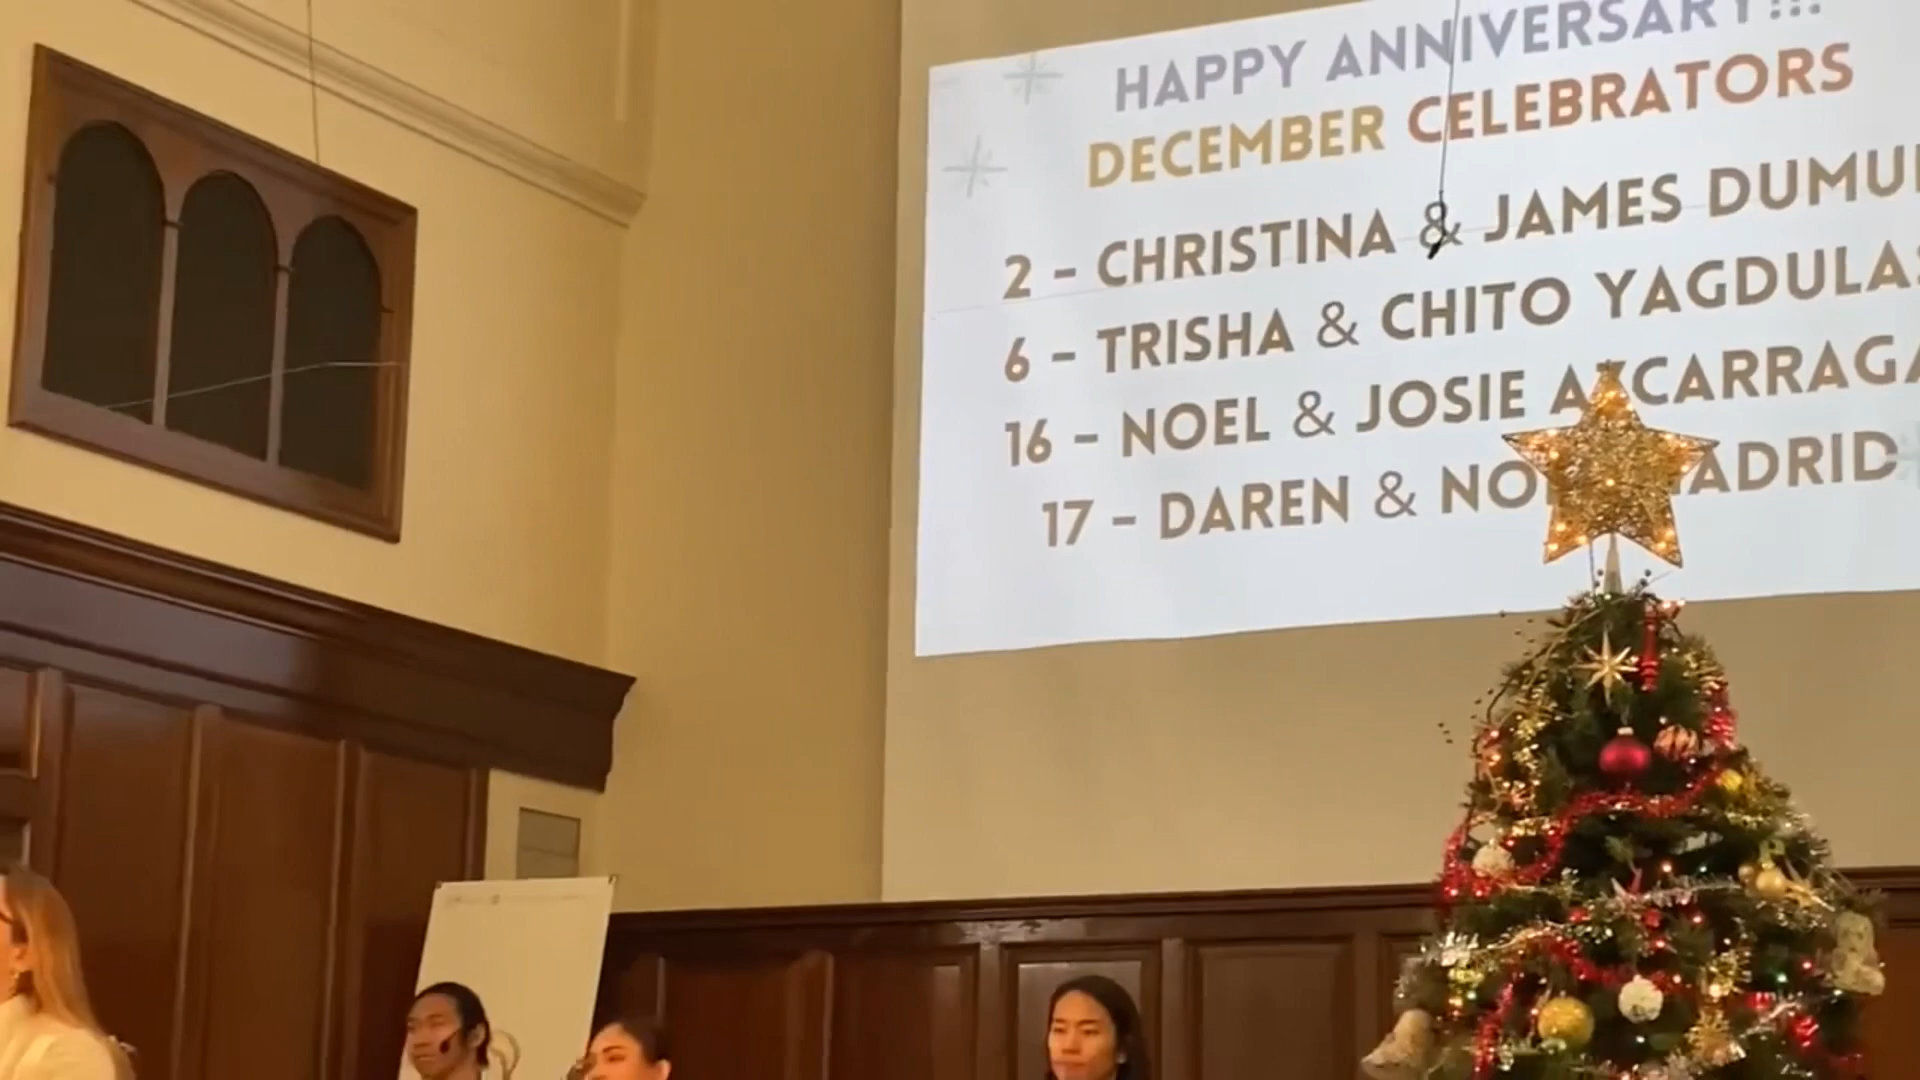 HAPPY ANNIVERSARY!!!
DECEMBER CELEBRATORS
2 - CHRISTINA & JAMES
6 - TRISHA & CHITO
16 - NOEL & JOSIE
17 - DAREN &